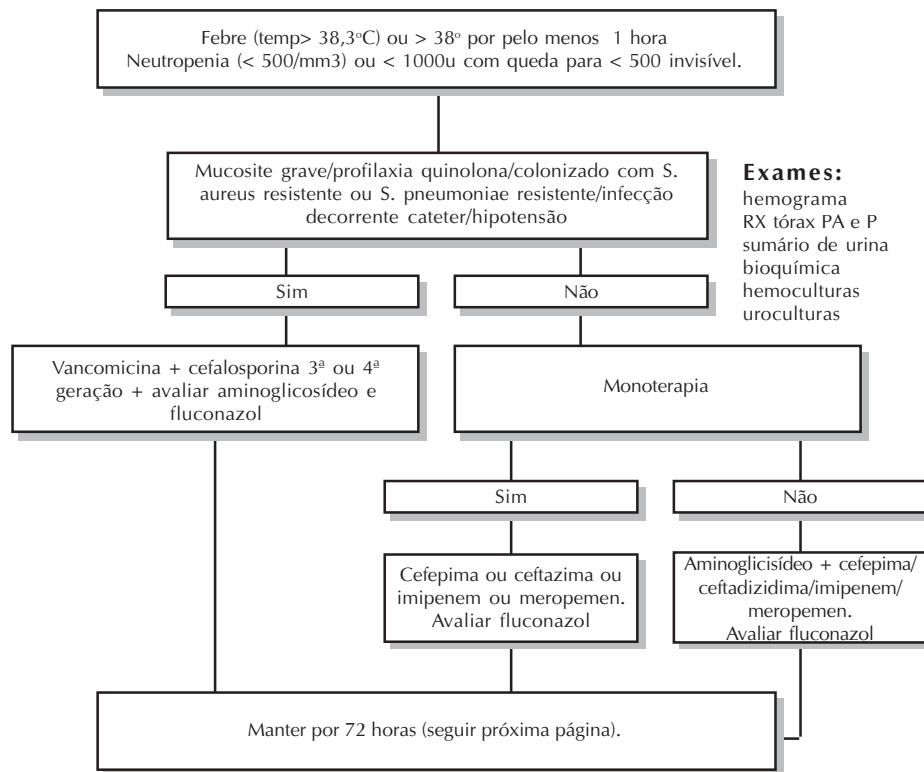 Febre (temp> 38,3ºC) ou > 38º por pelo menos 1 hora
Neutropenia (< 500/mm3) ou < 1000u com queda para < 500 invisível.
Mucosite grave/profilaxia quinolona/colonizado com S.
aureus resistente ou S. pneumoniae resistente/infecção
decorrente cateter/hipotensão
Exames:
hemograma
RX tórax PA e P
sumário de urina
bioquímica
hemoculturas
uroculturas
Sim
Não
Vancomicina + cefalosporina 3ª ou 4ª
geração + avaliar aminoglicosídeo e
fluconazol
Monoterapia
Sim
Não
Cefepima ou ceftazima ou
imipenem ou meropemen.
Avaliar fluconazol
Aminoglicisídeo + cefepima/
ceftadizidima/imipenem/
meropemen.
Avaliar fluconazol
Manter por 72 horas (seguir próxima página).